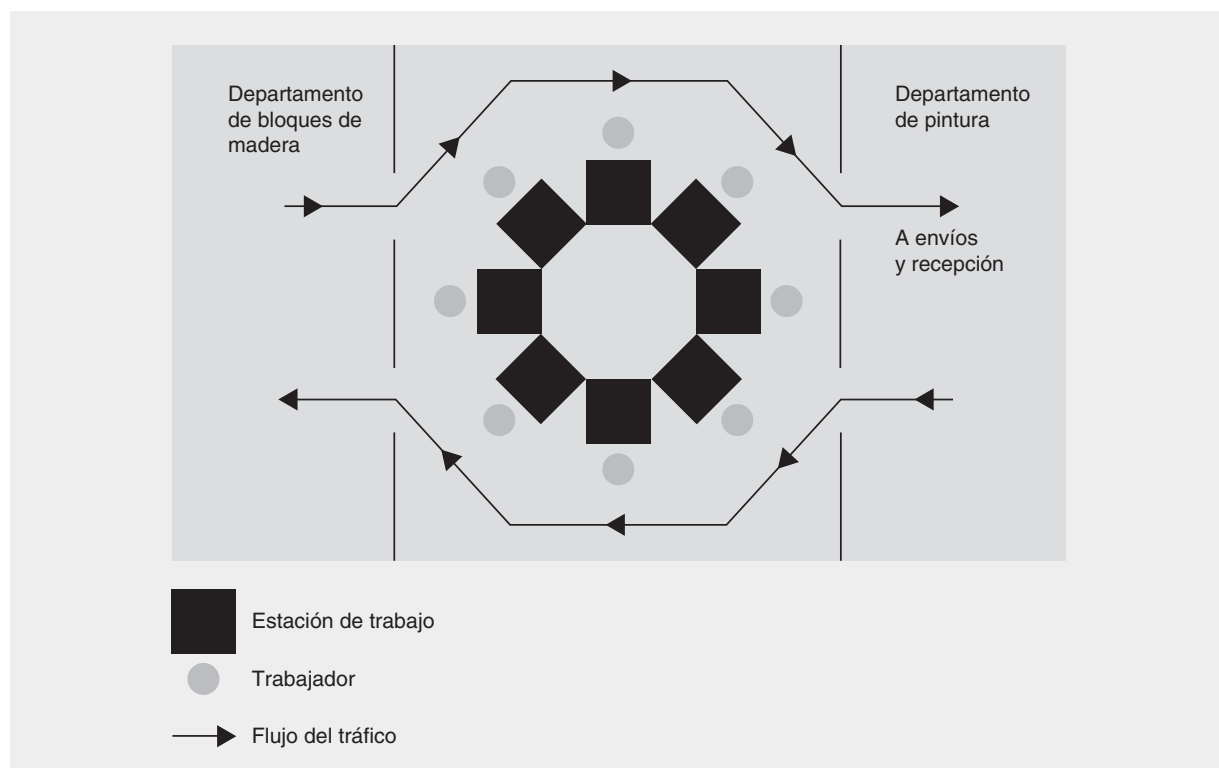 Departamento
de bloques de
madera
Departamento
de pintura
A envíos
y recepción
Estación de trabajo
Trabajador
Flujo del tráfico